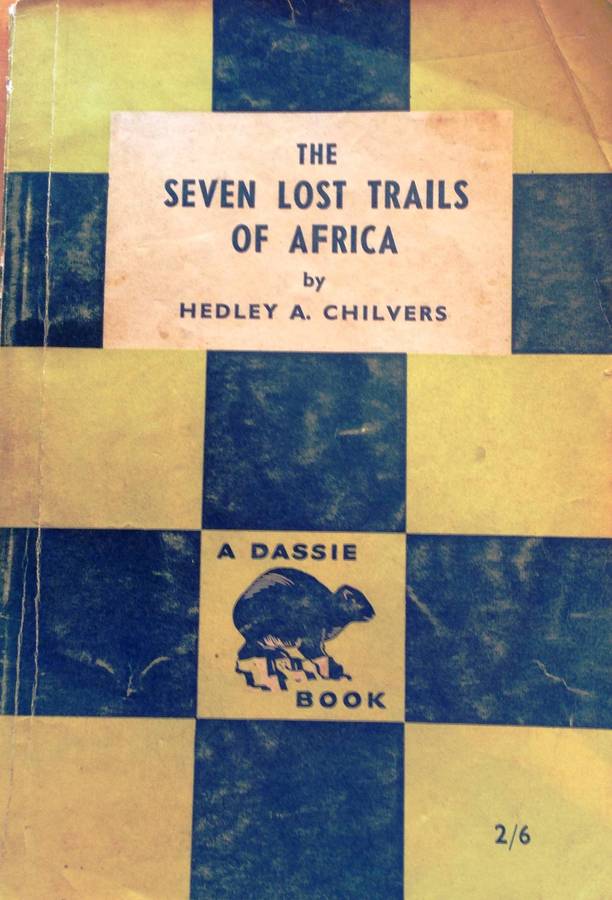 THE
SEVEN LOST TRAILS
OF AFRICA
by
HEDLEY A. CHILVERS
A DASSIE
BOOK
2/6